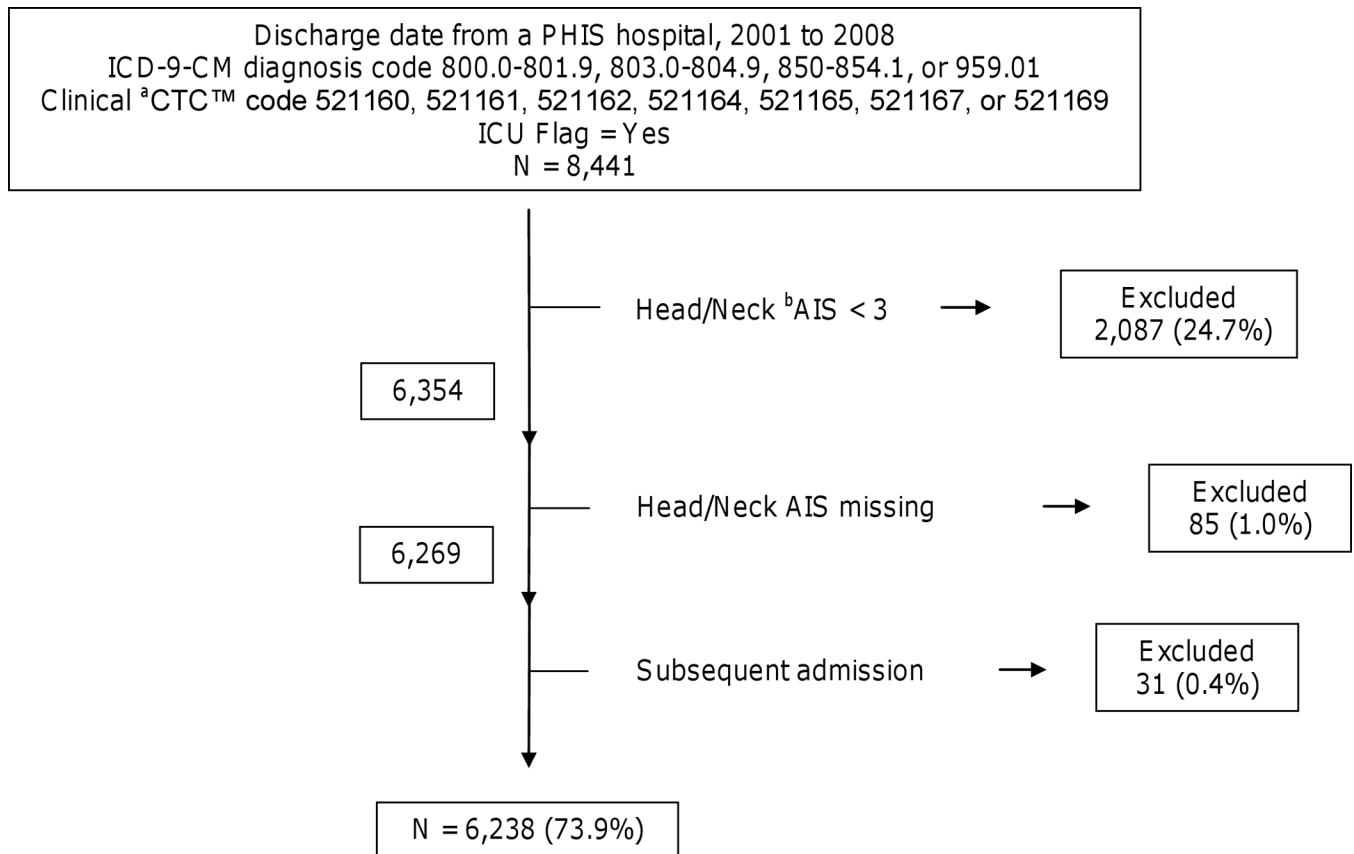 Discharge date from a PHIS hospital, 2001 to 2008
ICD-9-CM diagnosis code 800.0-801.9, 803.0-804.9, 850-854.1, or 959.01
Clinical ᵃCTC™ code 521160, 521161, 521162, 521164, 521165, 521167, or 521169
ICU Flag = Yes
N = 8,441
Head/Neck ᵇAIS < 3
Excluded
2,087 (24.7%)
6,354
Head/Neck AIS missing
Excluded
85 (1.0%)
6,269
Subsequent admission
Excluded
31 (0.4%)
N = 6,238 (73.9%)